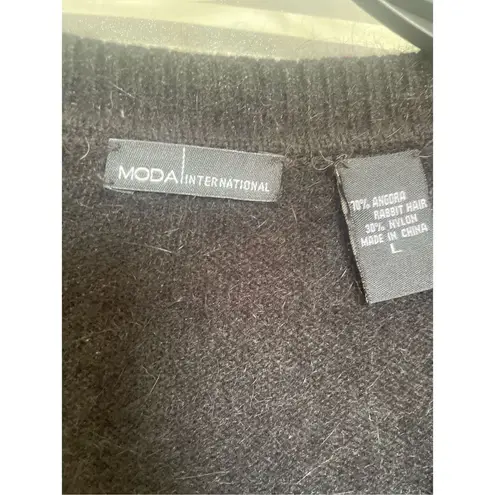 MODA INTERNATIONAL
70% ANGORA
RABBIT HAIR
30% NYLON
MADE IN CHINA
L